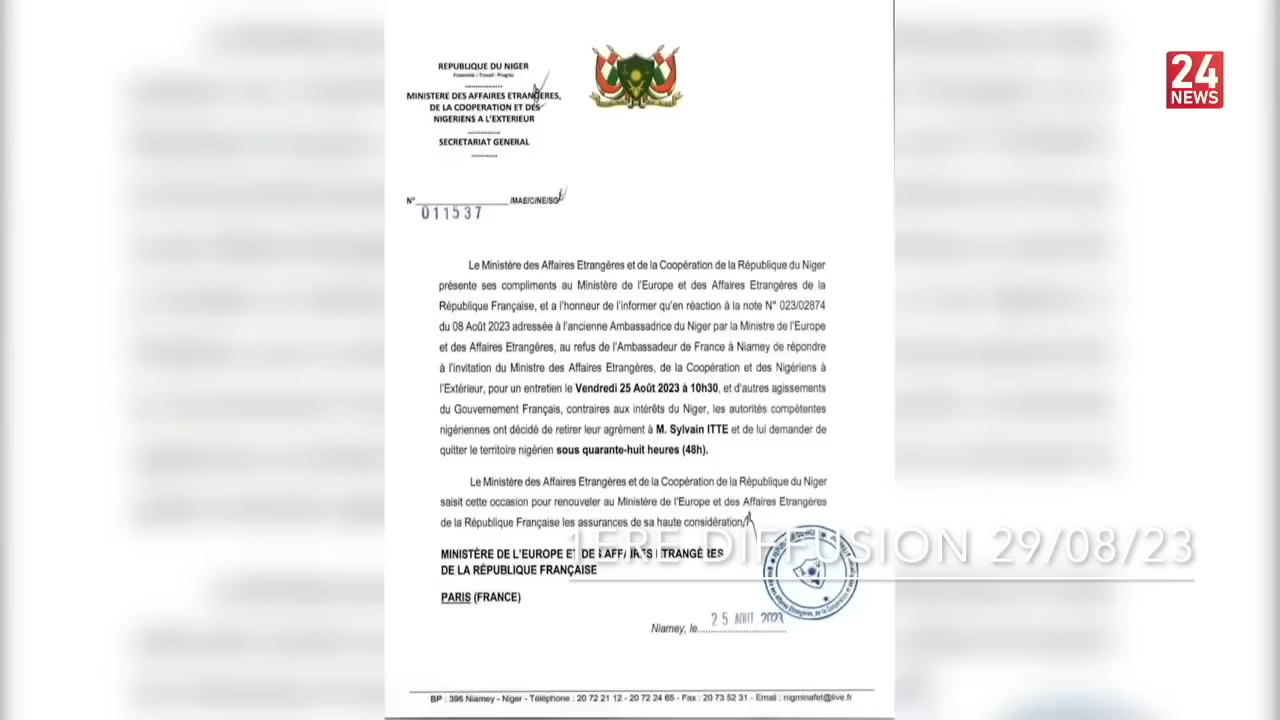 24
NEWS
REPUBLIQUE DU NIGER
Fraternité – Travail - Progrès
MINISTERE DES AFFAIRES ETRANGERES,
DE LA COOPERATION ET DES
NIGERIENS A L'EXTERIEUR
SECRETARIAT GENERAL
N° /MAE/C/NE/SG
011537
Le Ministère des Affaires Etrangères et de la Coopération de la République du Niger
présente ses compliments au Ministère de l'Europe et des Affaires Etrangères de la
République Française, et a l'honneur de l'informer qu'en réaction à la note N° 023/02874
du 08 Août 2023 adressée à l'ancienne Ambassadrice du Niger par la Ministre de l'Europe
et des Affaires Etrangères, au refus de l'Ambassadeur de France à Niamey de répondre
à l'invitation du Ministre des Affaires Etrangères, de la Coopération et des Nigériens à
l'Extérieur, pour un entretien le Vendredi 25 Août 2023 à 10h30, et d'autres agissements
du Gouvernement Français, contraires aux intérêts du Niger, les autorités compétentes
nigériennes ont décidé de retirer leur agrément à M. Sylvain ITTE et de lui demander de
quitter le territoire nigérien sous quarante-huit heures (48h).
Le Ministère des Affaires Etrangères et de la Coopération de la République du Niger
saisit cette occasion pour renouveler au Ministère de l'Europe et des Affaires Etrangères
de la République Française les assurances de sa haute considération
1ERE DIFFUSION 29/08/23
MINISTÈRE DE L'EUROPE ET DES AFFAIRES ETRANGÈRES
DE LA RÉPUBLIQUE FRANÇAISE
PARIS (FRANCE)
Niamey, le 25 AOUT 2023
BP : 396 Niamey - Niger - Téléphone : 20 72 21 12 - 20 72 24 65 - Fax : 20 73 52 31 - Email : nigminafet@live.fr